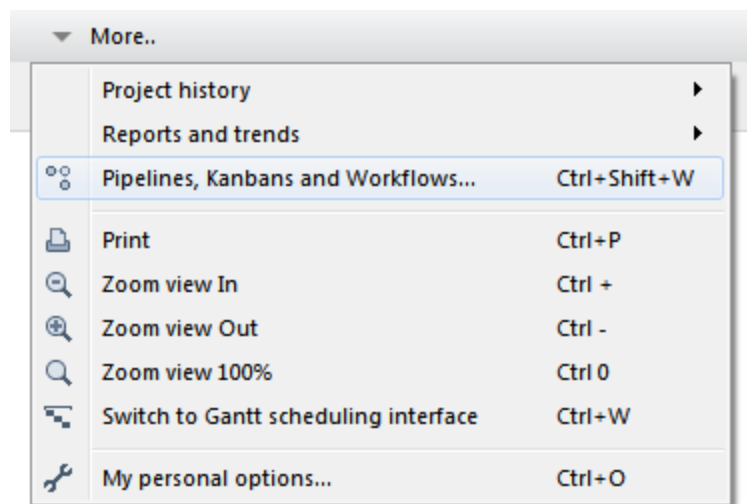 More..
Project history
Reports and trends
Pipelines, Kanbans and Workflows... Ctrl+Shift+W
Print Ctrl+P
Zoom view In Ctrl +
Zoom view Out Ctrl -
Zoom view 100% Ctrl 0
Switch to Gantt scheduling interface Ctrl+W
My personal options... Ctrl+O